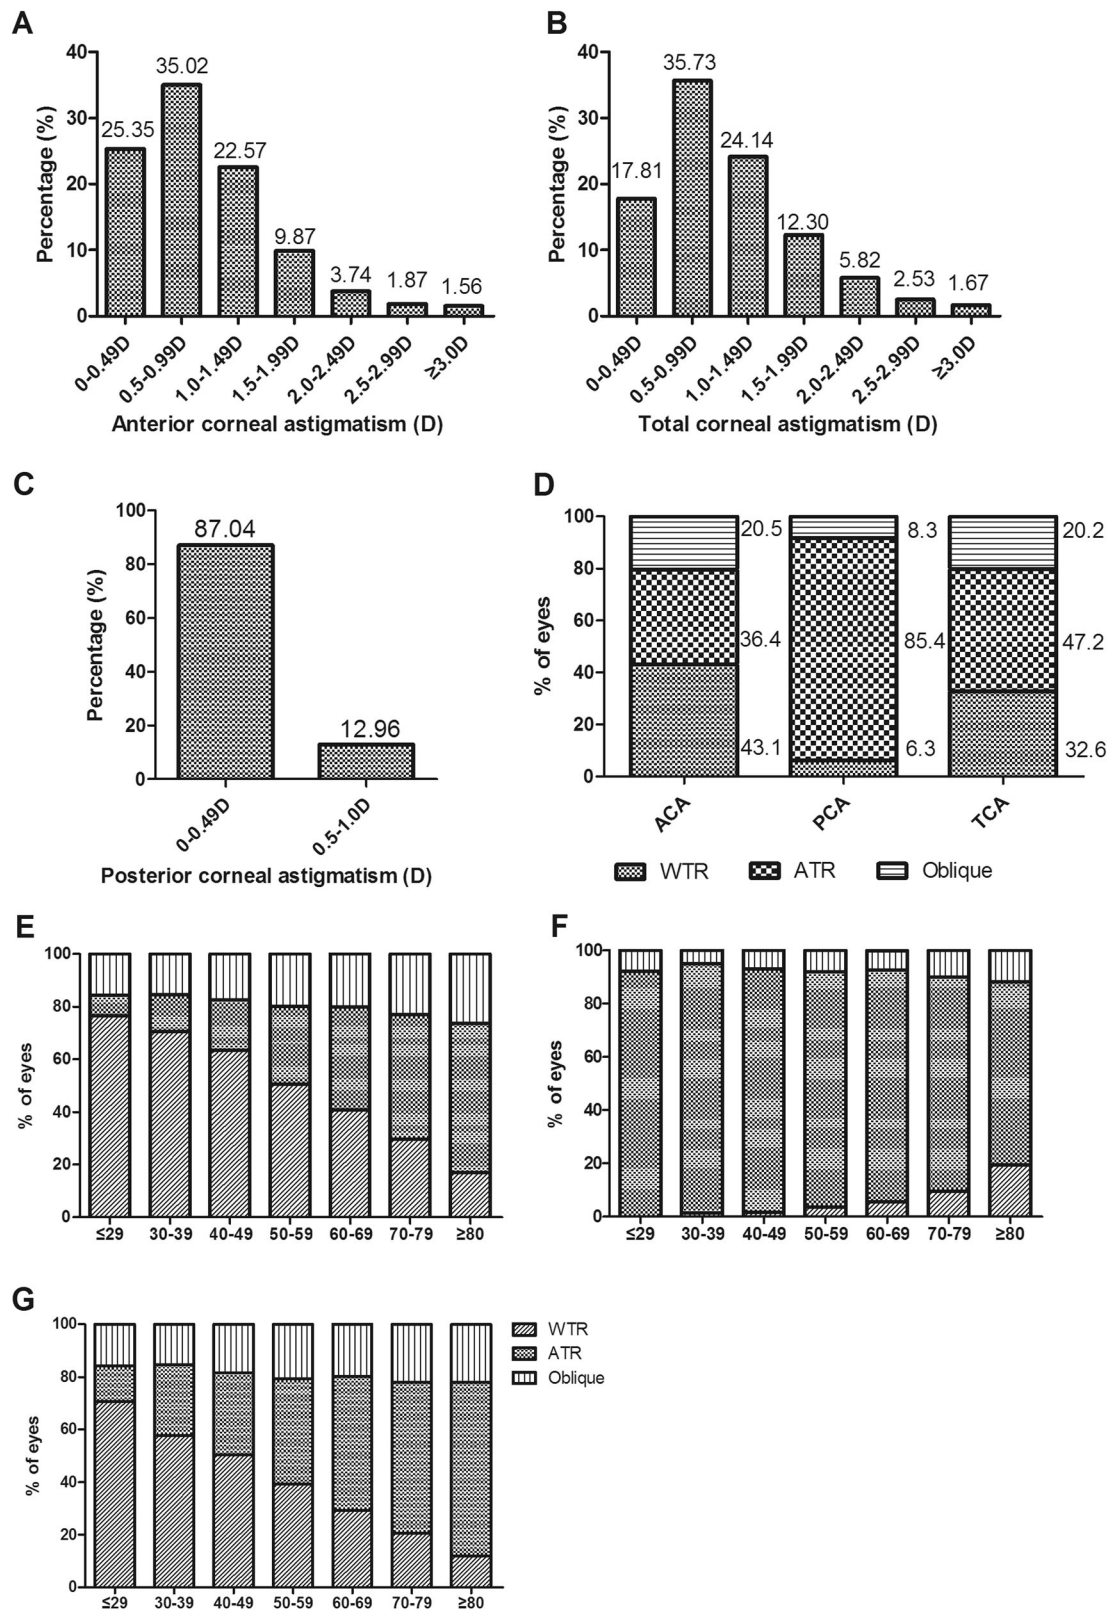 A
Percentage (%)
40
30
20
10
0
25.35
35.02
22.57
9.87
3.74
1.87
1.56
0-0.49D
0.5-0.99D
1.0-1.49D
1.5-1.99D
2.0-2.49D
2.5-2.99D
≥3.0D
Anterior corneal astigmatism (D)
B
Percentage (%)
40
30
20
10
0
17.81
35.73
24.14
12.30
5.82
2.53
1.67
0-0.49D
0.5-0.99D
1.0-1.49D
1.5-1.99D
2.0-2.49D
2.5-2.99D
≥3.0D
Total corneal astigmatism (D)
C
Percentage (%)
100
80
60
40
20
0
87.04
12.96
0-0.49D
0.5-1.0D
Posterior corneal astigmatism (D)
D
% of eyes
100
80
60
40
20
0
20.5
36.4
43.1
8.3
85.4
6.3
20.2
47.2
32.6
ACA
PCA
TCA
WTR ATR Oblique
E
% of eyes
100
80
60
40
20
0
≤29 30-39 40-49 50-59 60-69 70-79 ≥80
F
% of eyes
100
80
60
40
20
0
≤29 30-39 40-49 50-59 60-69 70-79 ≥80
G
% of eyes
100
80
60
40
20
0
≤29 30-39 40-49 50-59 60-69 70-79 ≥80
WTR
ATR
Oblique